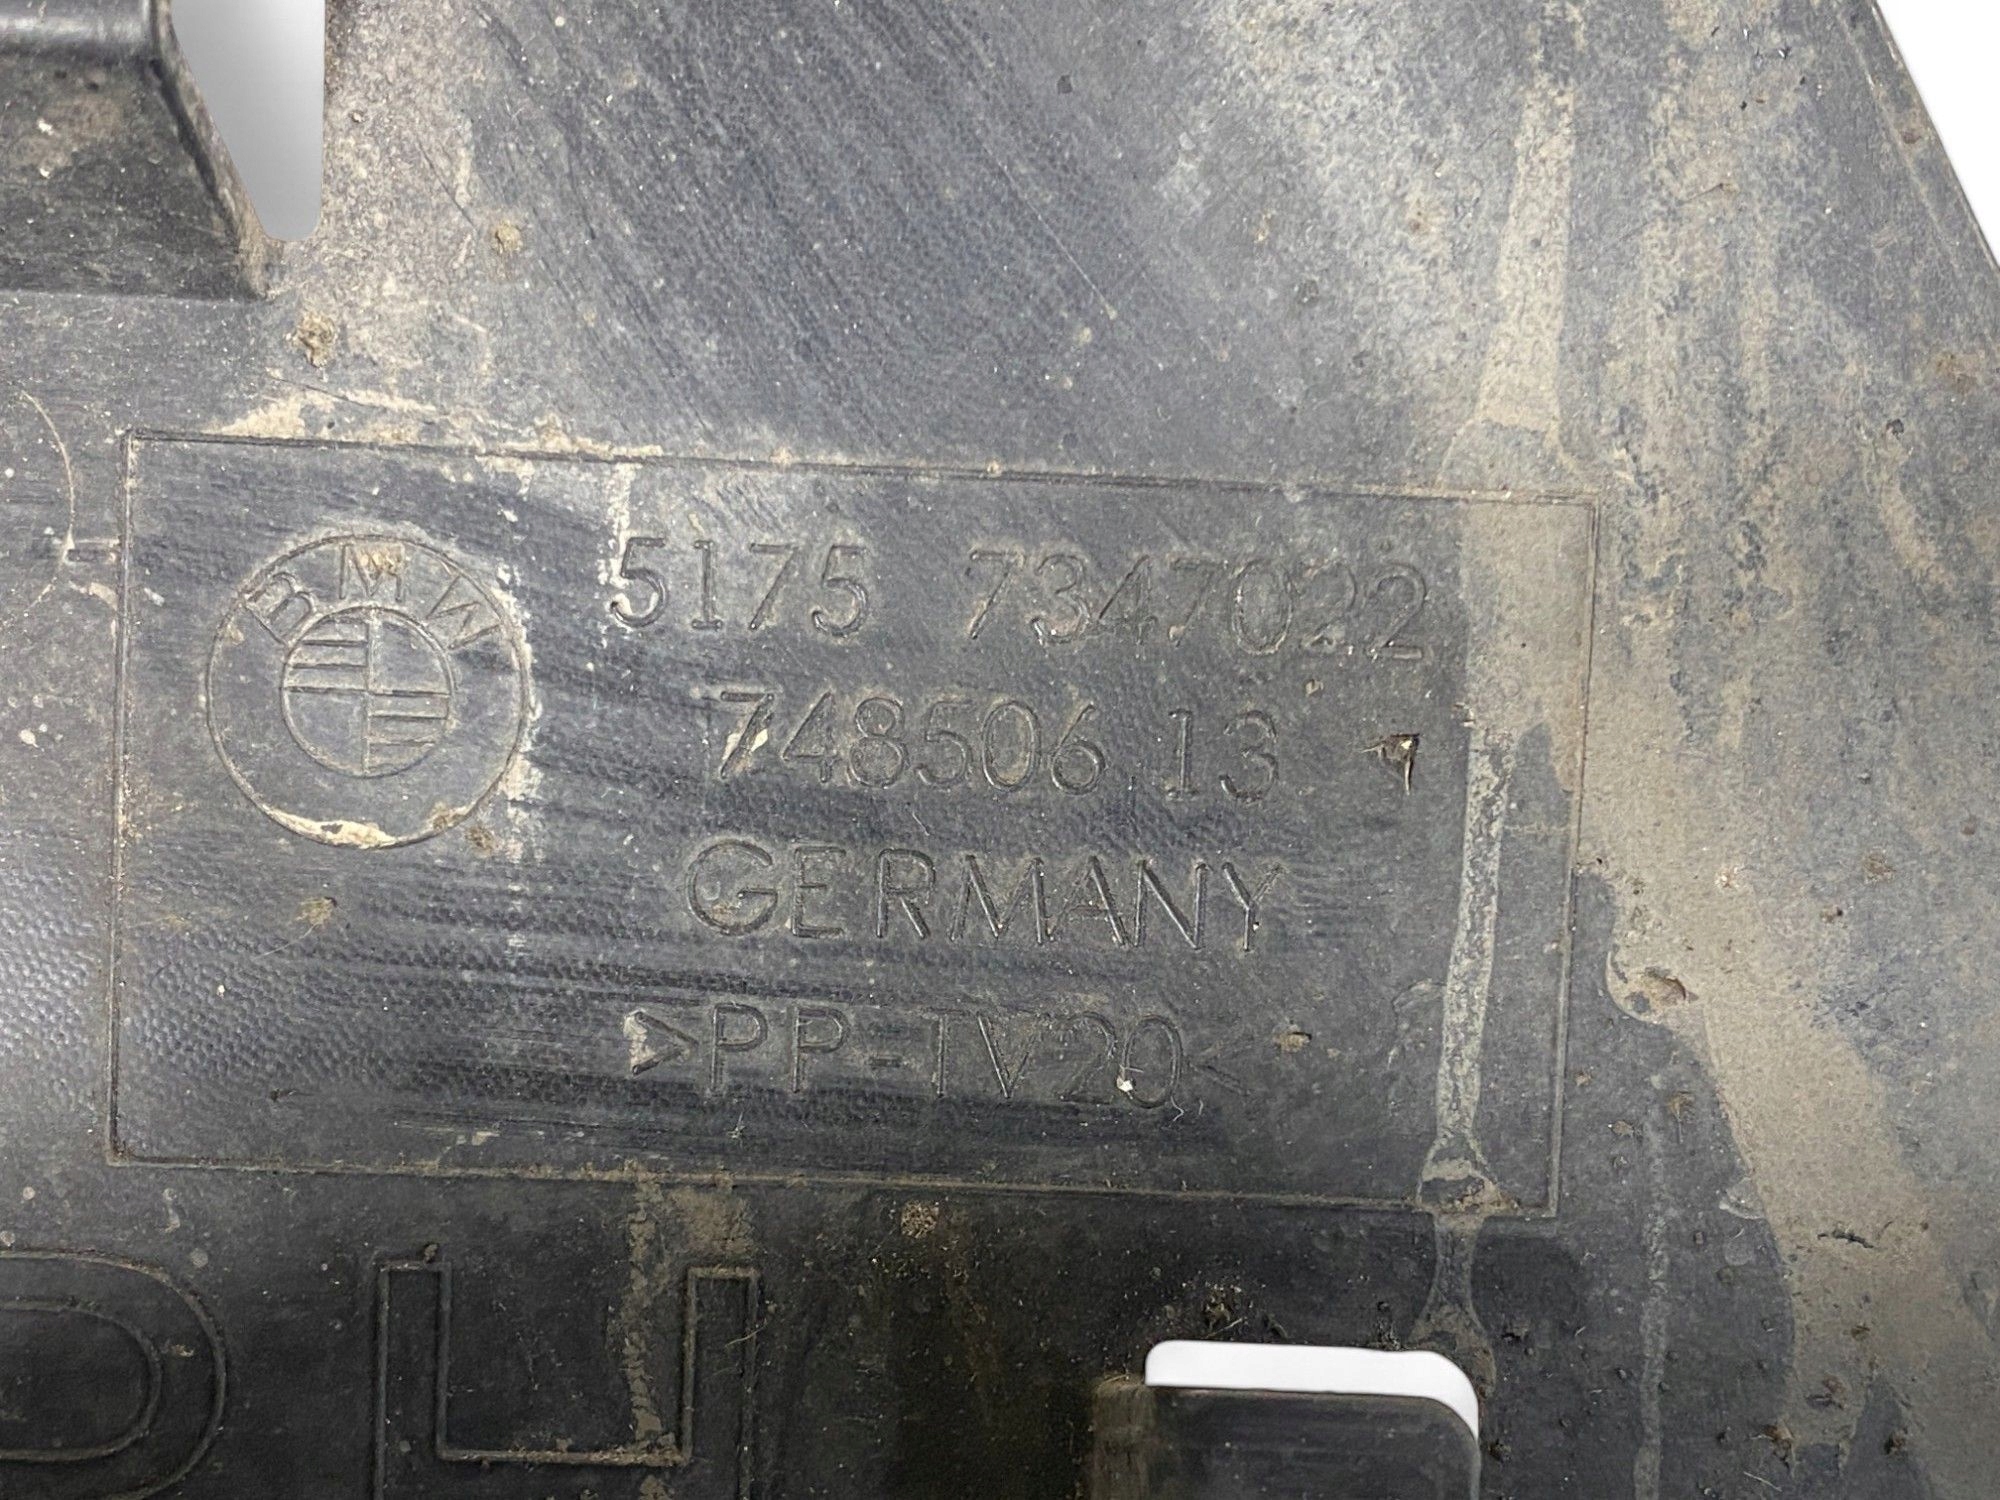 BMW
5175 7347022
748506 13
GERMANY
>PP-TV20<